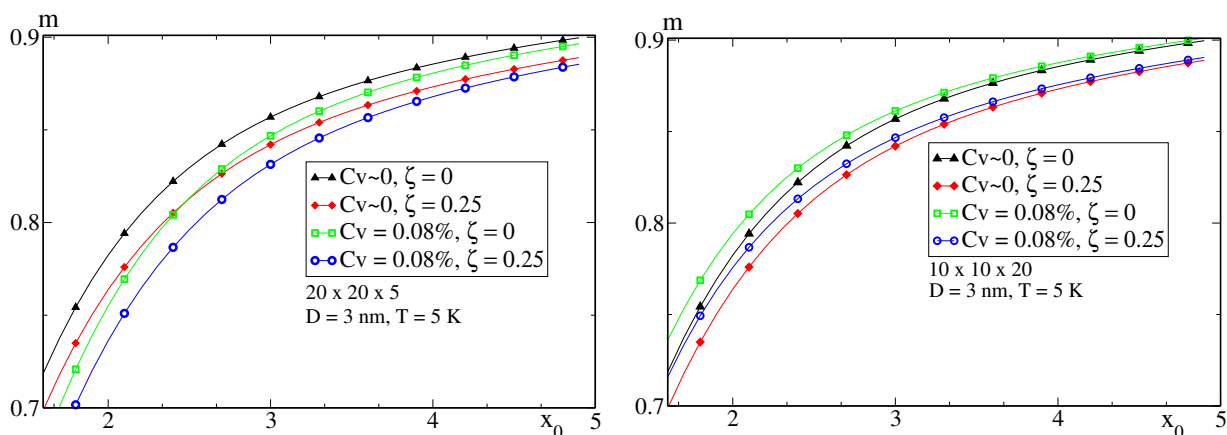 m
0.9
0.8
0.7
2
3
4
5
x0
Cv~0, ζ = 0
Cv~0, ζ = 0.25
Cv = 0.08%, ζ = 0
Cv = 0.08%, ζ = 0.25
20 x 20 x 5
D = 3 nm, T = 5 K
m
0.9
0.8
0.7
2
3
4
5
x0
Cv~0, ζ = 0
Cv~0, ζ = 0.25
Cv = 0.08%, ζ = 0
Cv = 0.08%, ζ = 0.25
10 x 10 x 20
D = 3 nm, T = 5 K